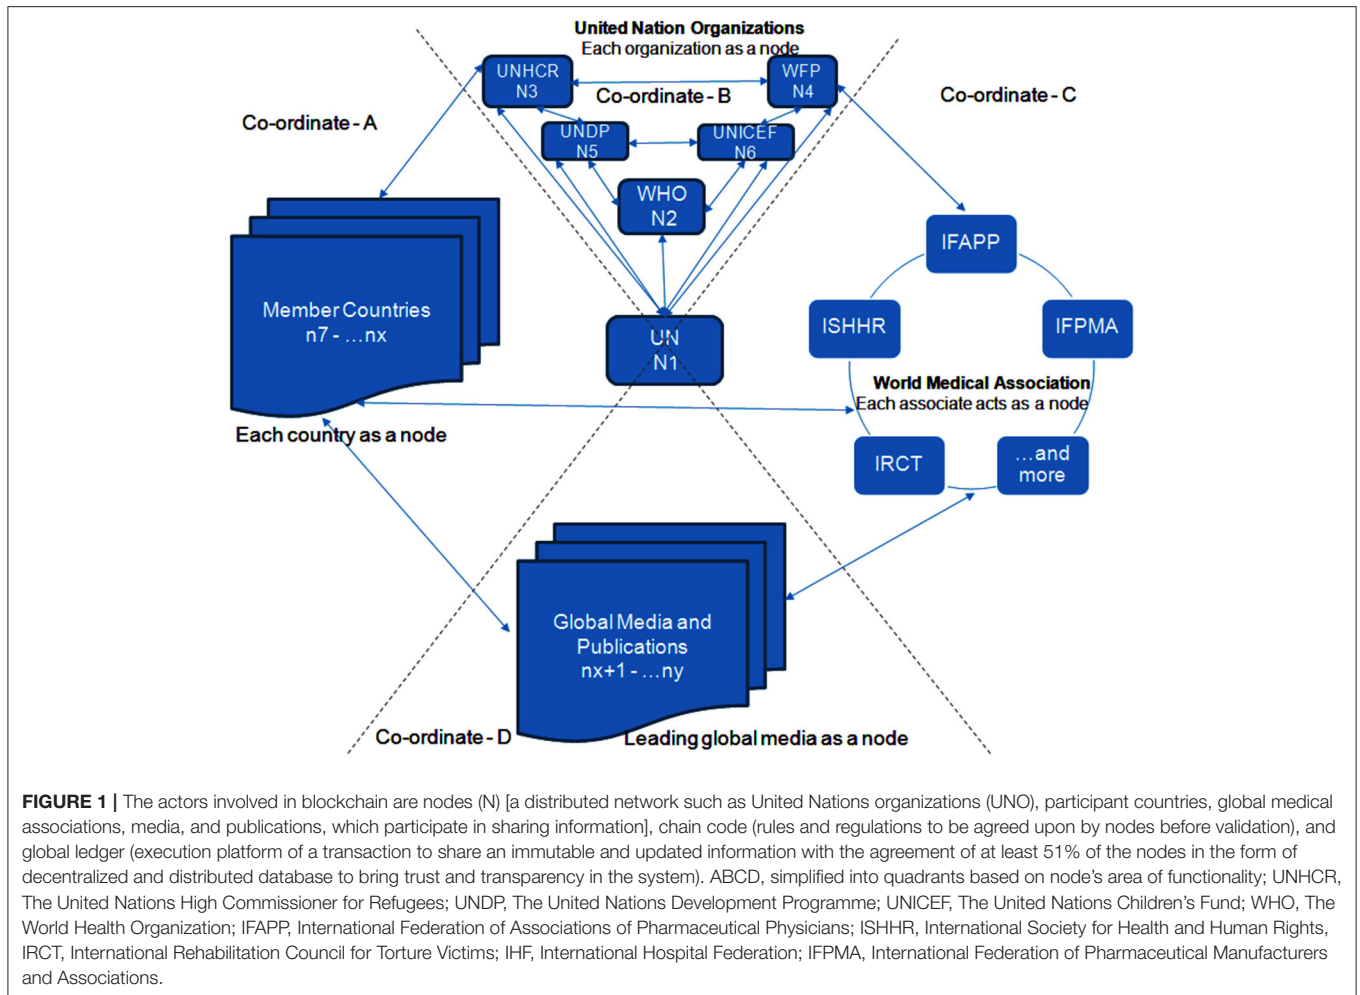 United Nation Organizations
Each organization as a node
UNHCR
N3
WFP
N4
Co-ordinate - B
Co-ordinate - A
Co-ordinate - C
UNDP
N5
UNICEF
N6
WHO
N2
IFAPP
Member Countries
n7 - ...nx
UN
N1
ISHHR
IFPMA
World Medical Association
Each associate acts as a node
Each country as a node
IRCT
...and
more
Global Media and
Publications
nx+1 - ...ny
Co-ordinate - D
Leading global media as a node
FIGURE 1 | The actors involved in blockchain are nodes (N) [a distributed network such as United Nations organizations (UNO), participant countries, global medical
associations, media, and publications, which participate in sharing information], chain code (rules and regulations to be agreed upon by nodes before validation), and
global ledger (execution platform of a transaction to share an immutable and updated information with the agreement of at least 51% of the nodes in the form of
decentralized and distributed database to bring trust and transparency in the system). ABCD, simplified into quadrants based on node's area of functionality; UNHCR,
The United Nations High Commissioner for Refugees; UNDP, The United Nations Development Programme; UNICEF, The United Nations Children's Fund; WHO, The
World Health Organization; IFAPP, International Federation of Associations of Pharmaceutical Physicians; ISHHR, International Society for Health and Human Rights,
IRCT, International Rehabilitation Council for Torture Victims; IHF, International Hospital Federation; IFPMA, International Federation of Pharmaceutical Manufacturers
and Associations.